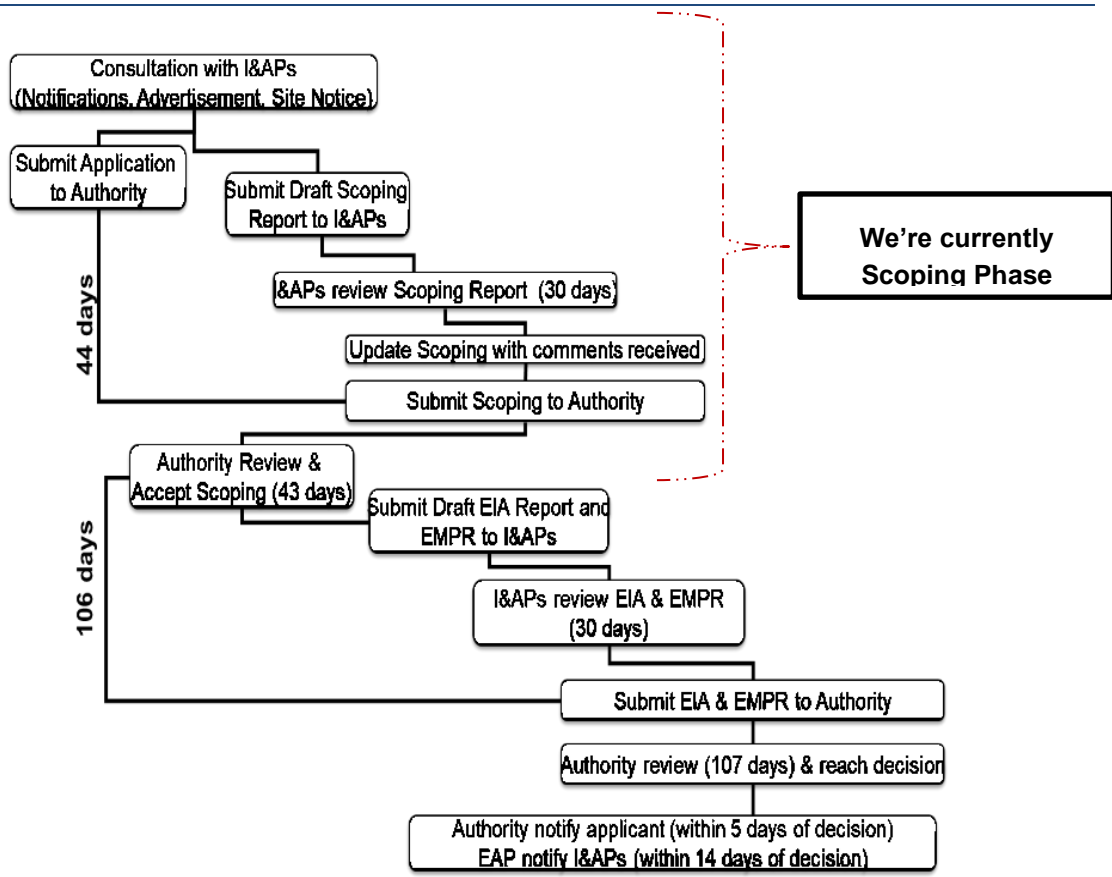 Consultation with I&APs
(Notifications, Advertisement, Site Notice)
Submit Application
to Authority
Submit Draft Scoping
Report to I&APs
We're currently
Scoping Phase
I&APs review Scoping Report (30 days)
44 days
Update Scoping with comments received
Submit Scoping to Authority
Authority Review &
Accept Scoping (43 days)
Submit Draft EIA Report and
EMPR to I&APs
106 days
I&APs review EIA & EMPR
(30 days)
Submit EIA & EMPR to Authority
Authority review (107 days) & reach decision
Authority notify applicant (within 5 days of decision)
EAP notify I&APs (within 14 days of decision)